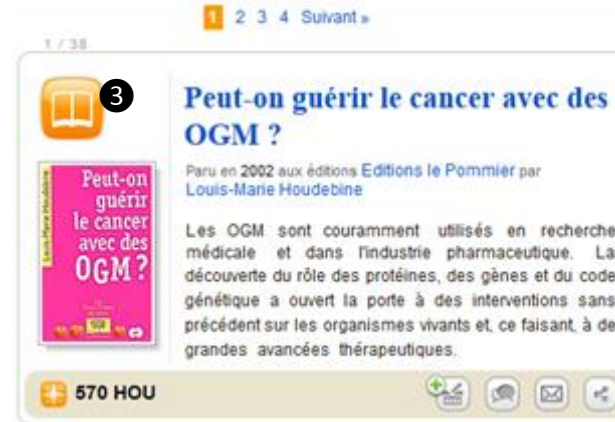 1 2 3 4 Suivant »
1 / 38
3
Peut-on guérir le cancer avec des
OGM ?
Paru en 2002 aux éditions Editions le Pommier par
Louis-Marie Houdebine
Les OGM sont couramment utilisés en recherche
médicale et dans l'industrie pharmaceutique. La
découverte du rôle des protéines, des gènes et du code
génétique a ouvert la porte à des interventions sans
précédent sur les organismes vivants et, ce faisant, à de
grandes avancées thérapeutiques.
Louis-Marie Houdebine
Peut-on
guérir
le cancer
avec des
OGM ?
570 HOU